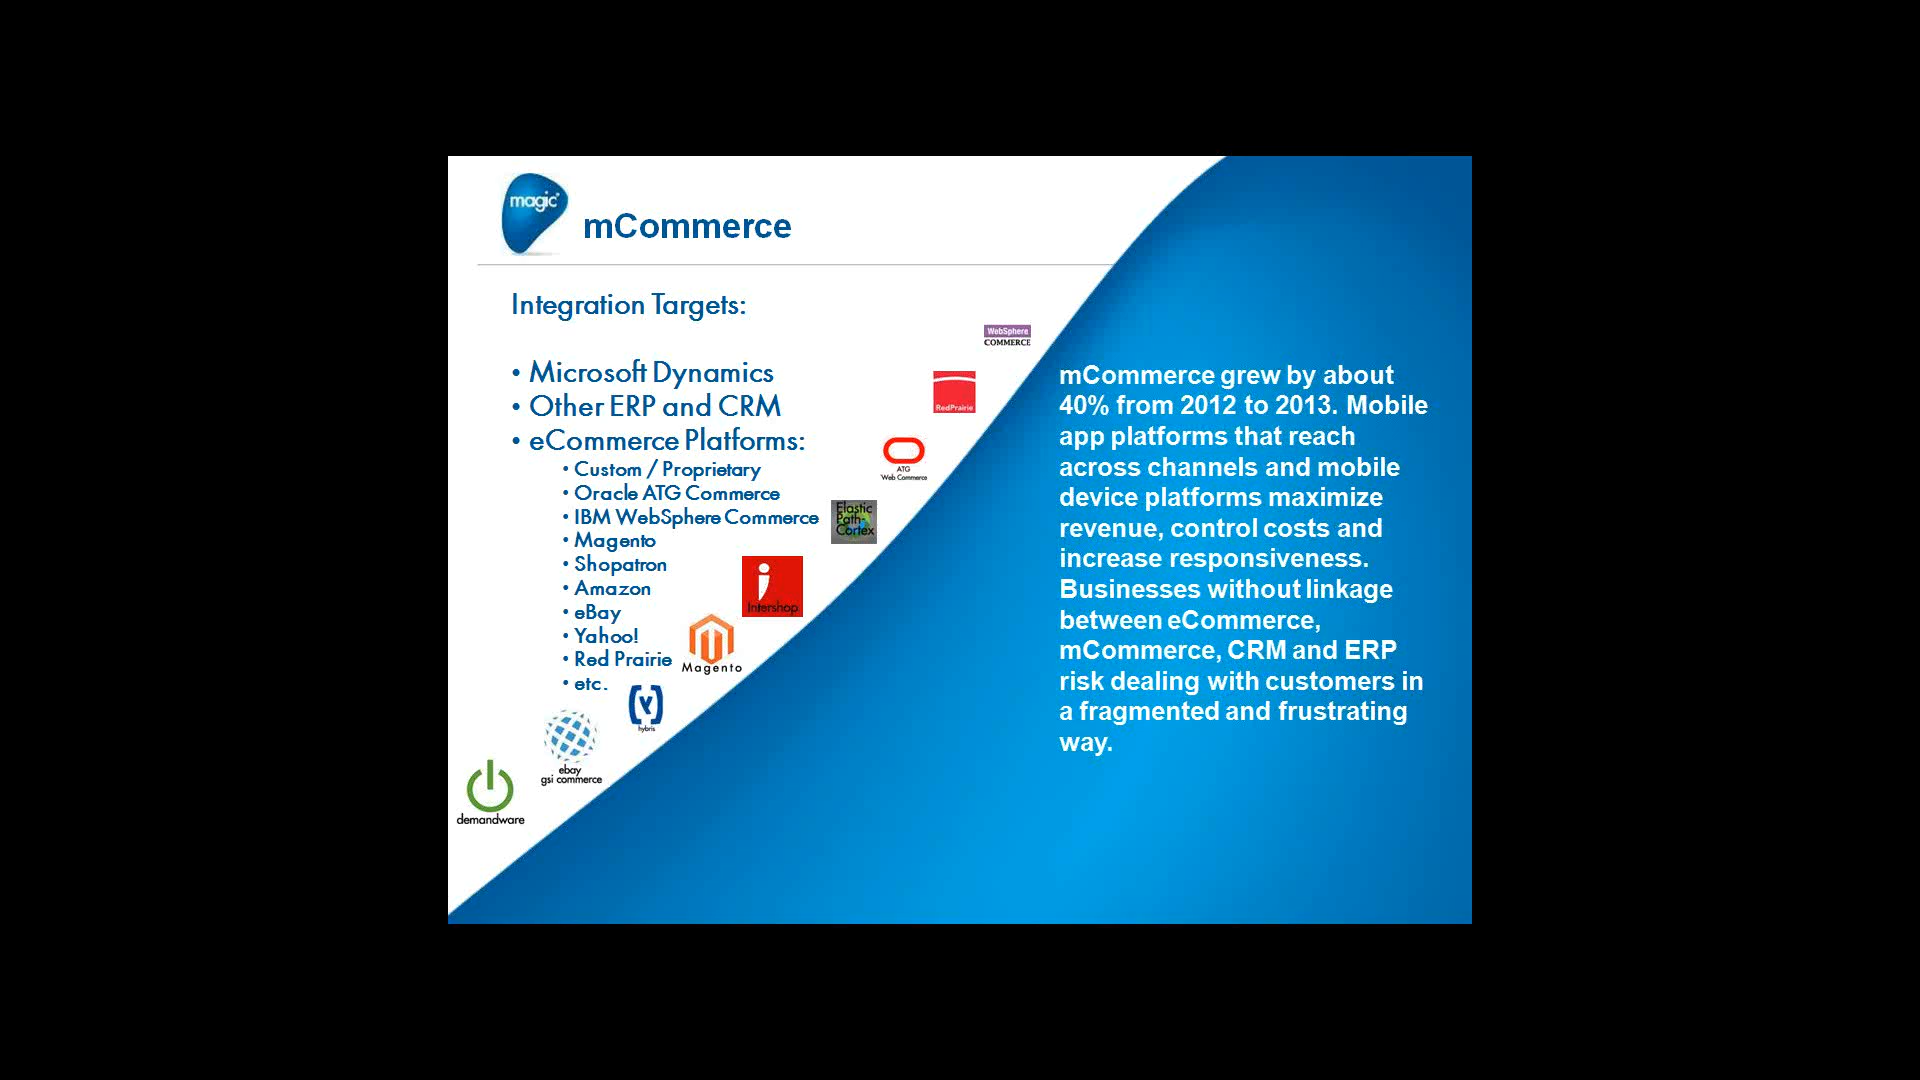 magic
mCommerce
Integration Targets:
• Microsoft Dynamics
• Other ERP and CRM
• eCommerce Platforms:
• Custom / Proprietary
• Oracle ATG Commerce
• IBM WebSphere Commerce
• Magento
• Shopatron
• Amazon
• eBay
• Yahoo!
• Red Prairie
• etc.
WebSphere
COMMERCE
RedPrairie
ATG
Web Commerce
Elastic
Path-
Cortex
Intershop
Magento
hybris
ebay
gsi commerce
demandware
mCommerce grew by about
40% from 2012 to 2013. Mobile
app platforms that reach
across channels and mobile
device platforms maximize
revenue, control costs and
increase responsiveness.
Businesses without linkage
between eCommerce,
mCommerce, CRM and ERP
risk dealing with customers in
a fragmented and frustrating
way.